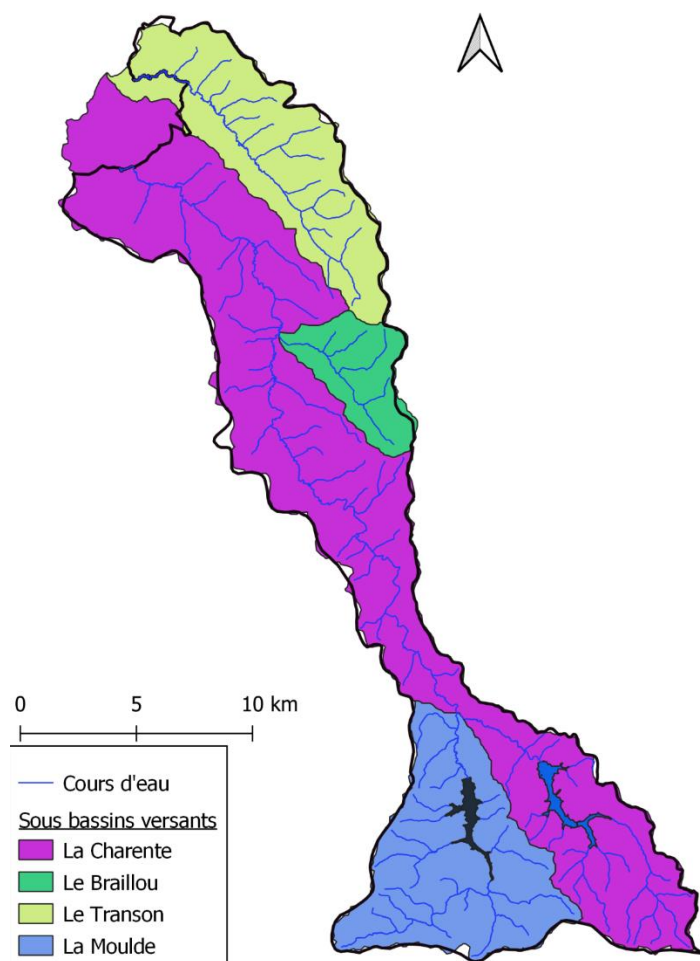 0 5 10 km
Cours d'eau
Sous bassins versants
La Charente
Le Braillou
Le Transon
La Moulde